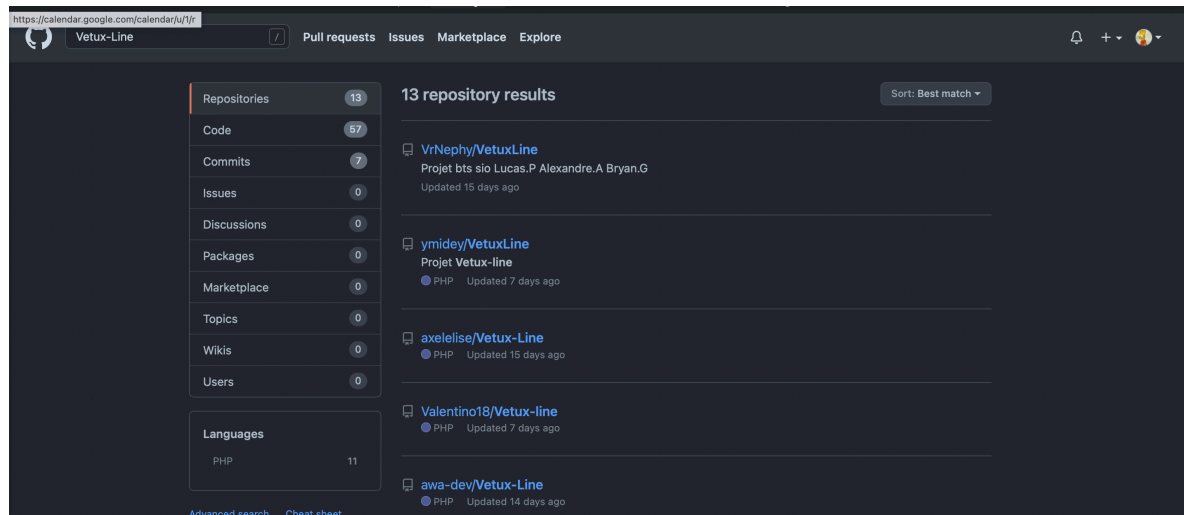 https://calendar.google.com/calendar/u/1/r
Vetux-Line / Pull requests Issues Marketplace Explore
Repositories 13
Code 57
Commits 7
Issues 0
Discussions 0
Packages 0
Marketplace 0
Topics 0
Wikis 0
Users 0
Languages
PHP 11
Advanced search Cheat sheet
13 repository results
Sort: Best match
VrNephy/VetuxLine
Projet bts sio Lucas.P Alexandre.A Bryan.G
Updated 15 days ago
ymidey/VetuxLine
Projet Vetux-line
PHP Updated 7 days ago
axelelise/Vetux-Line
PHP Updated 15 days ago
Valentino18/Vetux-line
PHP Updated 7 days ago
awa-dev/Vetux-Line
PHP Updated 14 days ago